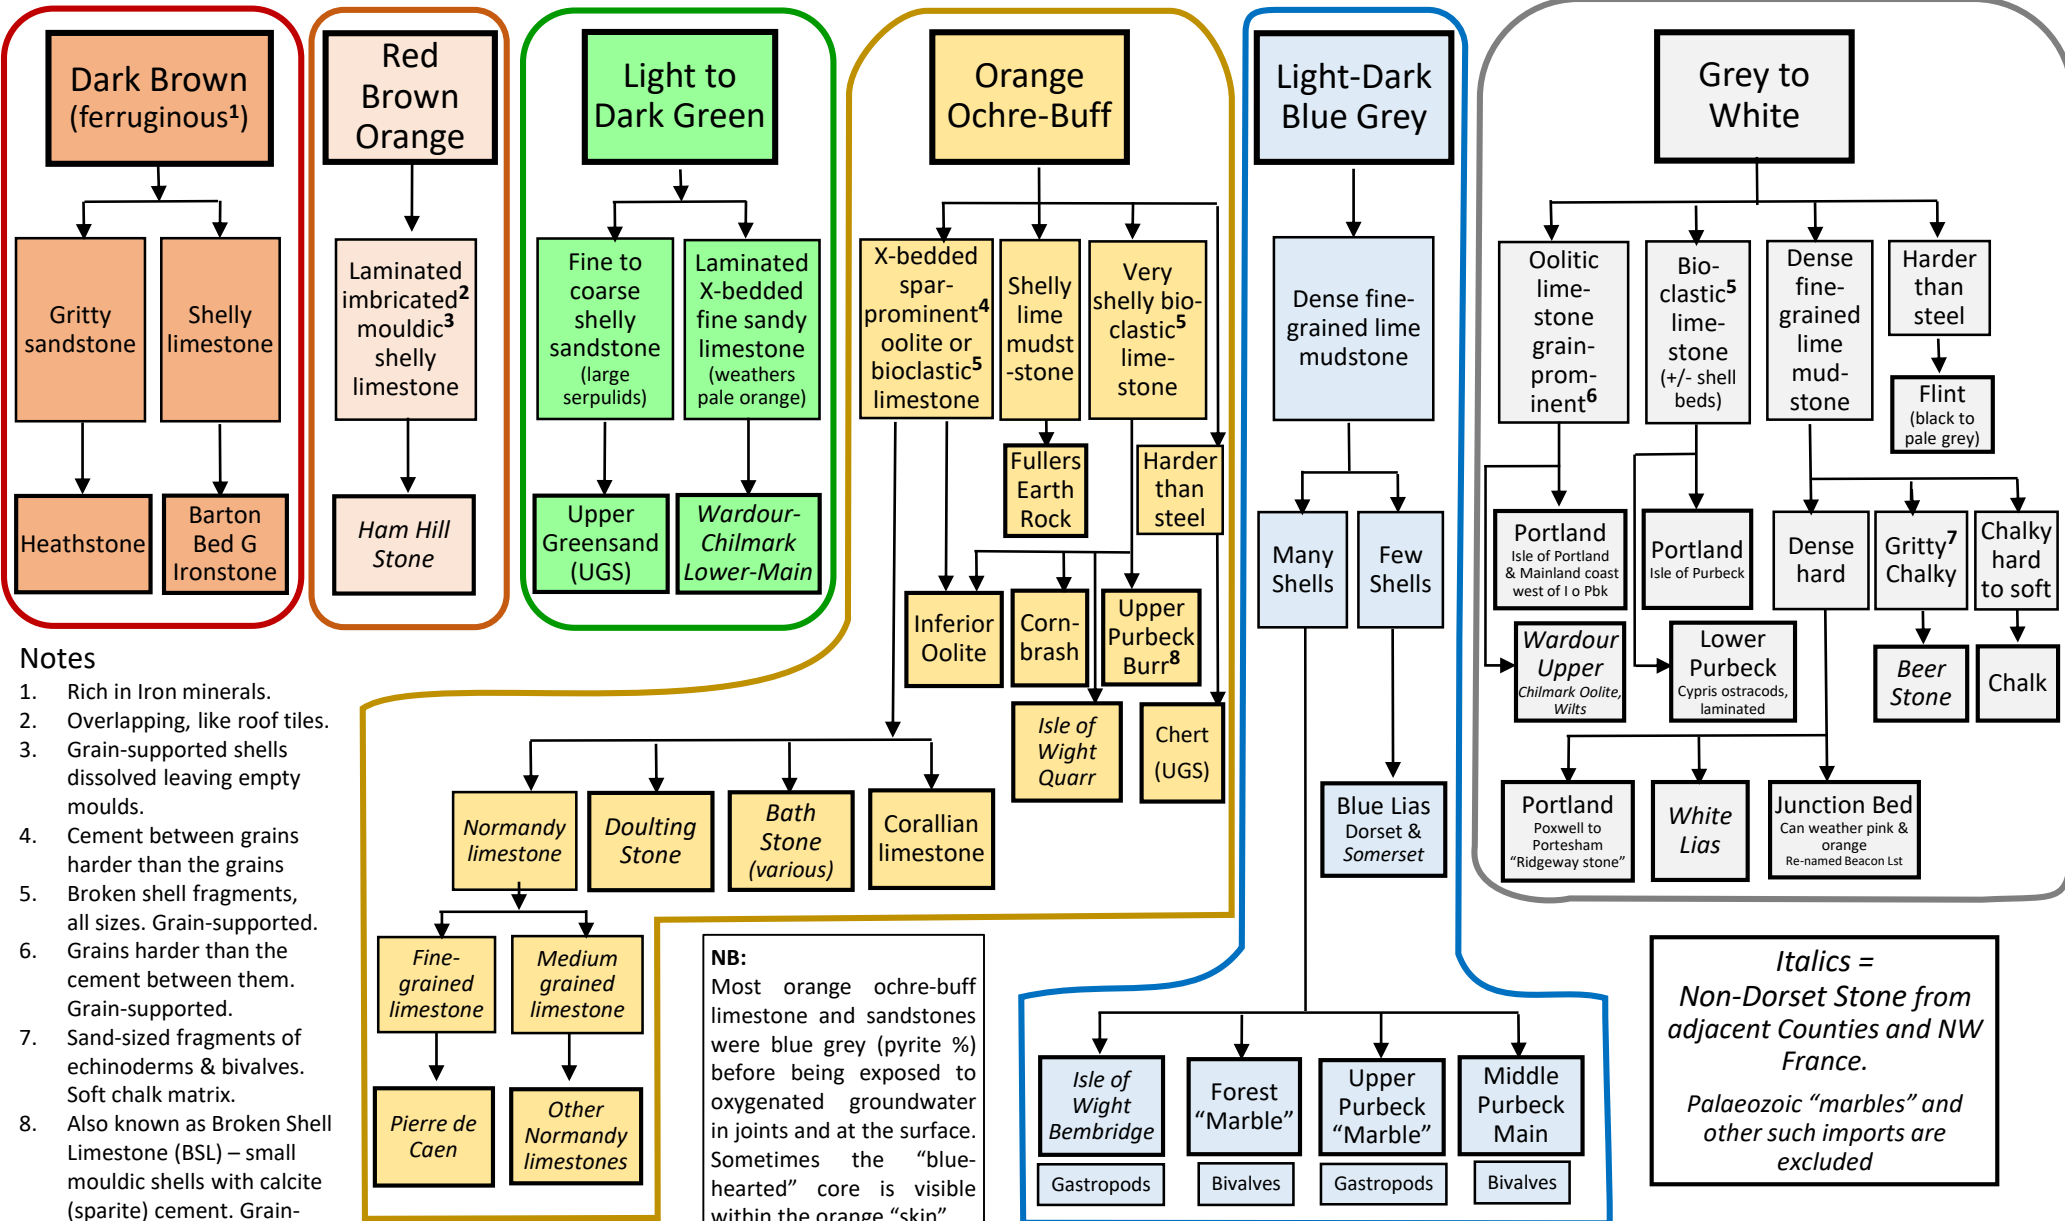 Dark Brown
(ferruginous1)
Gritty
sandstone
Shelly
limestone
Heathstone
Barton
Bed G
Ironstone
Red
Brown
Orange
Laminated
imbricated2
mouldic3
shelly
limestone
Ham Hill
Stone
Light to
Dark Green
Fine to
coarse
shelly
sandstone
(large
serpulids)
Laminated
X-bedded
fine sandy
limestone
(weathers
pale orange)
Upper
Greensand
(UGS)
Wardour-
Chilmark
Lower-Main
Orange
Ochre-Buff
X-bedded
spar-
prominent4
oolite or
bioclastic5
limestone
Shelly
lime
mudst
-stone
Very
shelly bio-
clastic5
lime-
stone
Fullers
Earth
Rock
Harder
than
steel
Inferior
Oolite
Corn-
brash
Upper
Purbeck
Burr8
Isle of
Wight
Quarr
Chert
(UGS)
Normandy
limestone
Doulting
Stone
Bath
Stone
(various)
Corallian
limestone
Fine-
grained
limestone
Medium
grained
limestone
Pierre de
Caen
Other
Normandy
limestones
Light-Dark
Blue Grey
Dense fine-
grained lime
mudstone
Many
Shells
Few
Shells
Blue Lias
Dorset &
Somerset
Isle of
Wight
Bembridge
Forest
“Marble”
Upper
Purbeck
“Marble”
Middle
Purbeck
Main
Gastropods
Bivalves
Gastropods
Bivalves
Grey to
White
Oolitic
lime-
stone
grain-
prom-
inent6
Bio-
clastic5
lime-
stone
(+/- shell
beds)
Dense
fine-
grained
lime
mud-
stone
Harder
than
steel
Flint
(black to
pale grey)
Portland
Isle of Portland
& Mainland coast
west of I o Pbk
Portland
Isle of Purbeck
Dense
hard
Gritty7
Chalky
Chalky
hard
to soft
Wardour
Upper
Chilmark Oolite,
Wilts
Lower
Purbeck
Cypris ostracods,
laminated
Beer
Stone
Chalk
Portland
Poxwell to
Portesham
“Ridgeway stone”
White
Lias
Junction Bed
Can weather pink &
orange
Re-named Beacon Lst
Notes
1. Rich in Iron minerals.
2. Overlapping, like roof tiles.
3. Grain-supported shells
dissolved leaving empty
moulds.
4. Cement between grains
harder than the grains
5. Broken shell fragments,
all sizes. Grain-supported.
6. Grains harder than the
cement between them.
Grain-supported.
7. Sand-sized fragments of
echinoderms & bivalves.
Soft chalk matrix.
8. Also known as Broken Shell
Limestone (BSL) – small
mouldic shells with calcite
(sparite) cement. Grain-
NB:
Most orange ochre-buff
limestone and sandstones
were blue grey (pyrite %)
before being exposed to
oxygenated groundwater
in joints and at the surface.
Sometimes the “blue-
hearted” core is visible
within the orange “skin”
Italics =
Non-Dorset Stone from
adjacent Counties and NW
France.
Palaeozoic “marbles” and
other such imports are
excluded